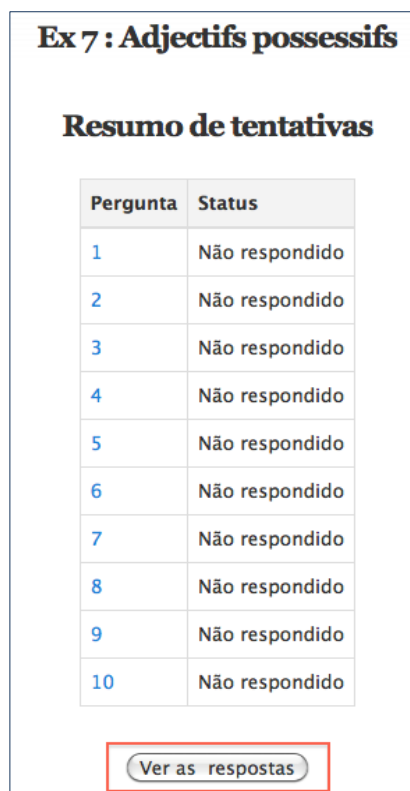 Ex 7 : Adjectifs possessifs
Resumo de tentativas
Pergunta Status
1 Não respondido
2 Não respondido
3 Não respondido
4 Não respondido
5 Não respondido
6 Não respondido
7 Não respondido
8 Não respondido
9 Não respondido
10 Não respondido
Ver as respostas